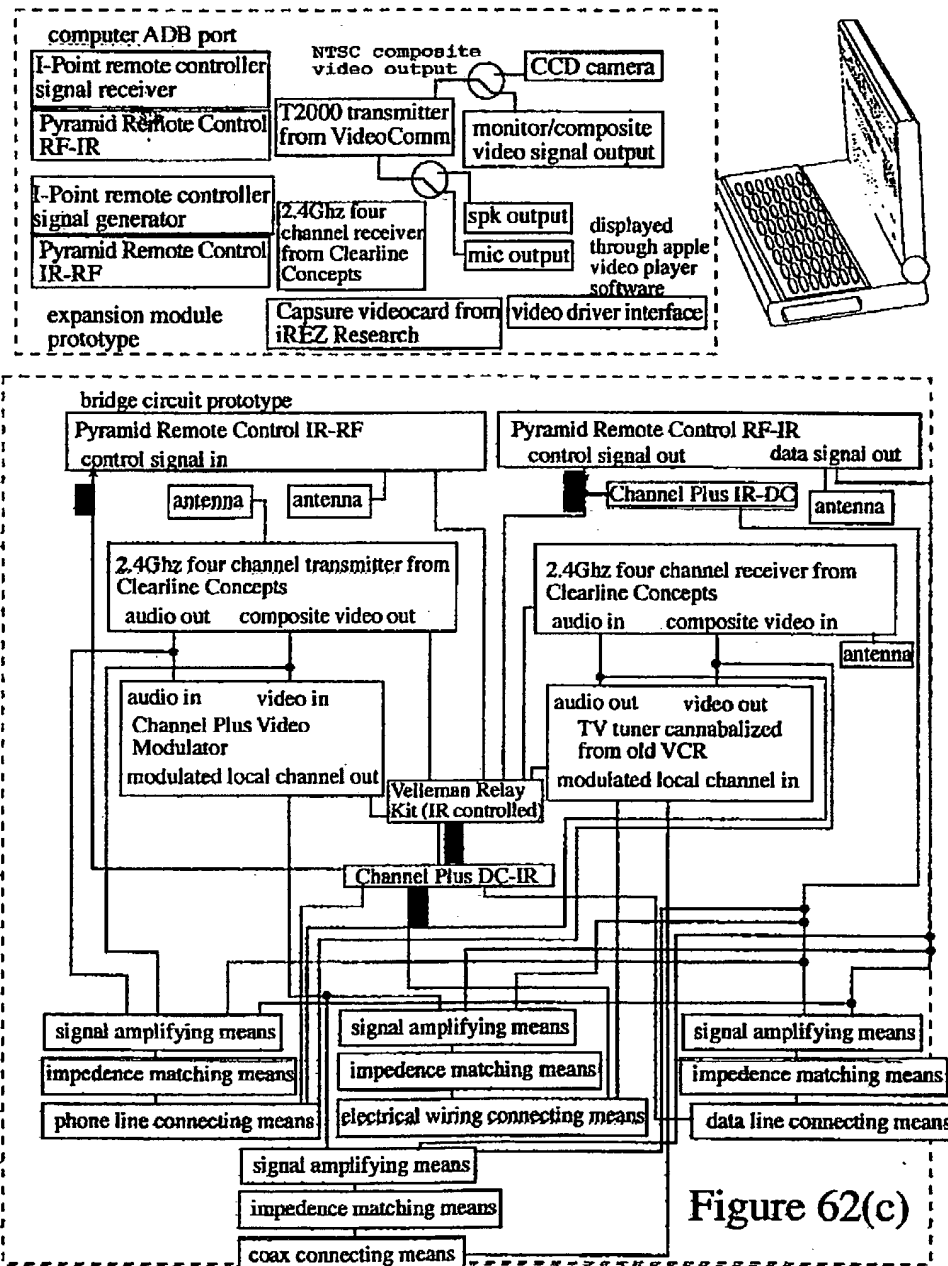 computer ADB port
I-Point remote controller
signal receiver
Pyramid Remote Control
RF-IR
I-Point remote controller
signal generator
Pyramid Remote Control
IR-RF
expansion module
prototype
NTSC composite
video output
T2000 transmitter
from VideoComm
CCD camera
monitor/composite
video signal output
2,4Ghz four
channel receiver
from Clearline
Concepts
spk output
mic output
displayed
through apple
video player
software
Capsure videocard from
iREZ Research
video driver interface
bridge circuit prototype
Pyramid Remote Control IR-RF
control signal in
Pyramid Remote Control RF-IR
control signal out
data signal out
antenna
antenna
Channel Plus IR-DC
antenna
2,4Ghz four channel transmitter from
Clearline Concepts
audio out composite video out
2.4Ghz four channel receiver from
Clearline Concepts
audio in composite video in
antenna
audio in video in
Channel Plus Video
Modulator
modulated local channel out
audio out video out
TV tuner cannabalized
from old VCR
modulated local channel in
Velleman Relay
Kit (IR controlled)
Channel Plus DC-IR
signal amplifying means
impedence matching means
phone line connecting means
signal amplifying means
impedence matching means
electrical wiring connecting means
signal amplifying means
impedence matching means
data line connecting means
signal amplifying means
impedence matching means
coax connecting means
Figure 62(c)